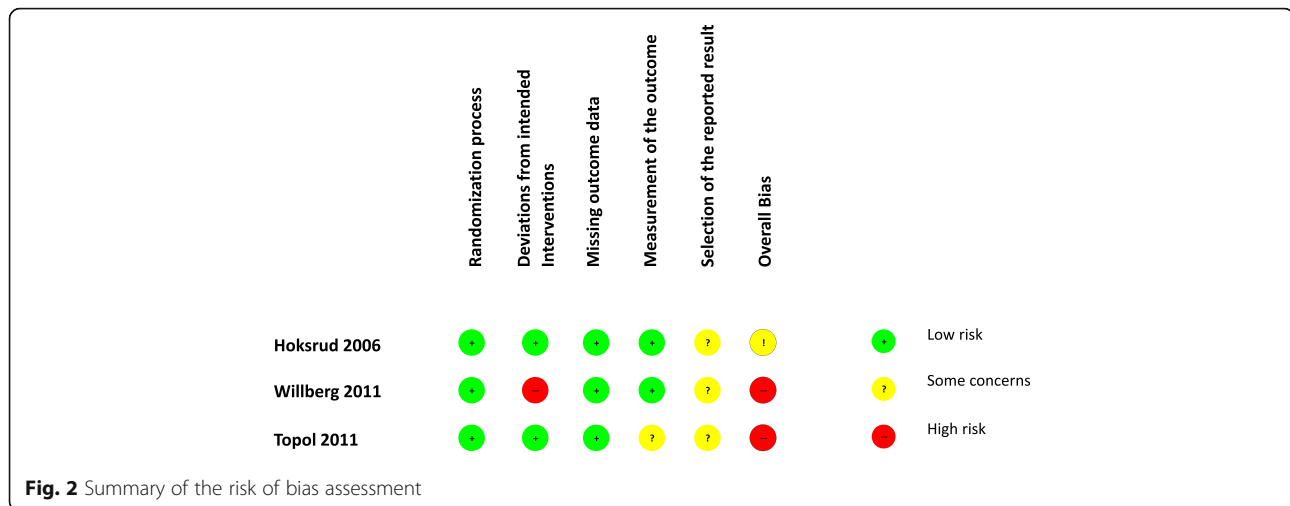 Randomization process
Deviations from intended
Interventions
Missing outcome data
Measurement of the outcome
Selection of the reported result
Overall Bias
Hoksrud 2006 + + + + ? !
Willberg 2011 + − + + ? −
Topol 2011 + + + ? ? −
+ Low risk
? Some concerns
− High risk
Fig. 2 Summary of the risk of bias assessment